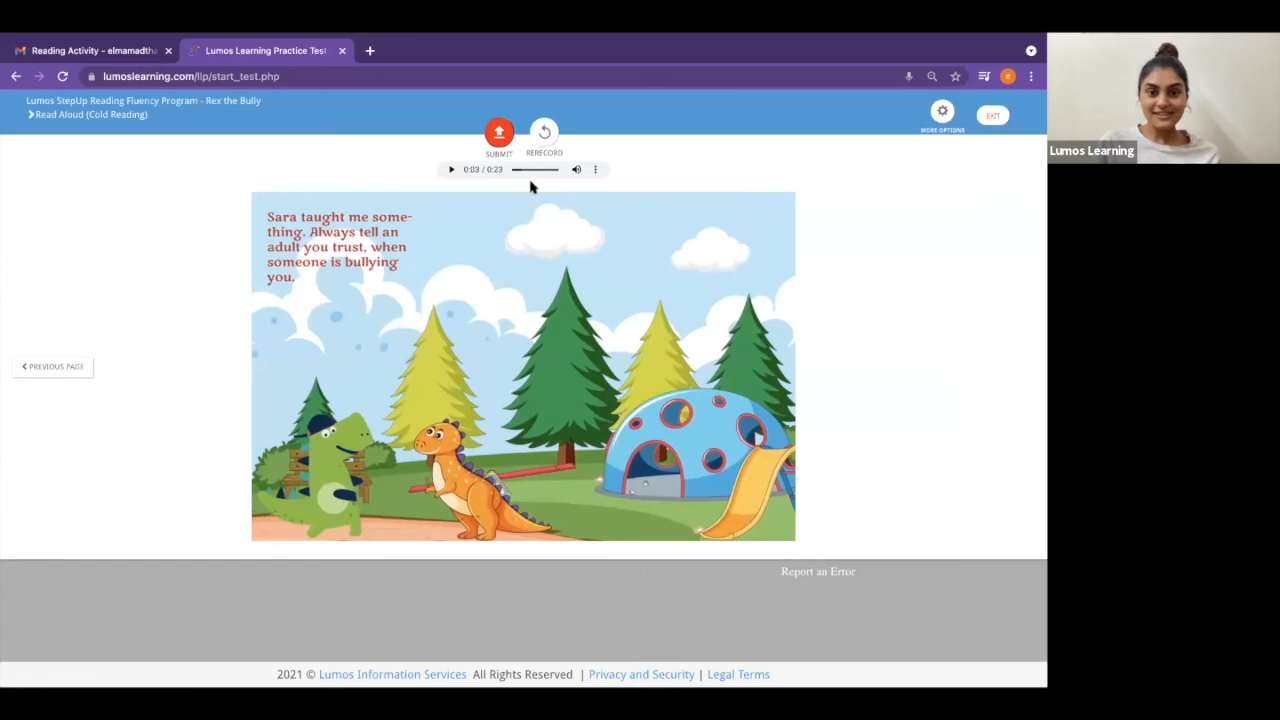 Reading Activity - elmamadtha
Lumos Learning Practice Test
lumoslearning.com/llp/start_test.php
e
Lumos StepUp Reading Fluency Program - Rex the Bully
Read Aloud (Cold Reading)
MORE OPTIONS
EXIT
SUBMIT
RERECORD
0:03 / 0:23
Lumos Learning
Sara taught me some-
thing. Always tell an
adult you trust, when
someone is bullying
you.
PREVIOUS PAGE
Report an Error
2021 © Lumos Information Services All Rights Reserved | Privacy and Security | Legal Terms